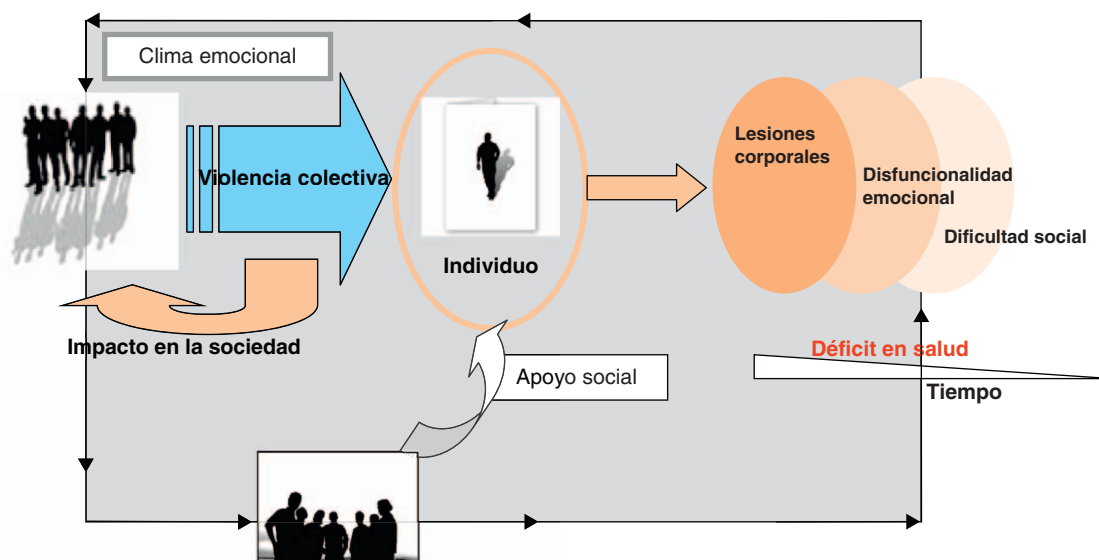 Clima emocional
Violencia colectiva
Individuo
Lesiones
corporales
Disfuncionalidad
emocional
Dificultad social
Impacto en la sociedad
Apoyo social
Déficit en salud
Tiempo